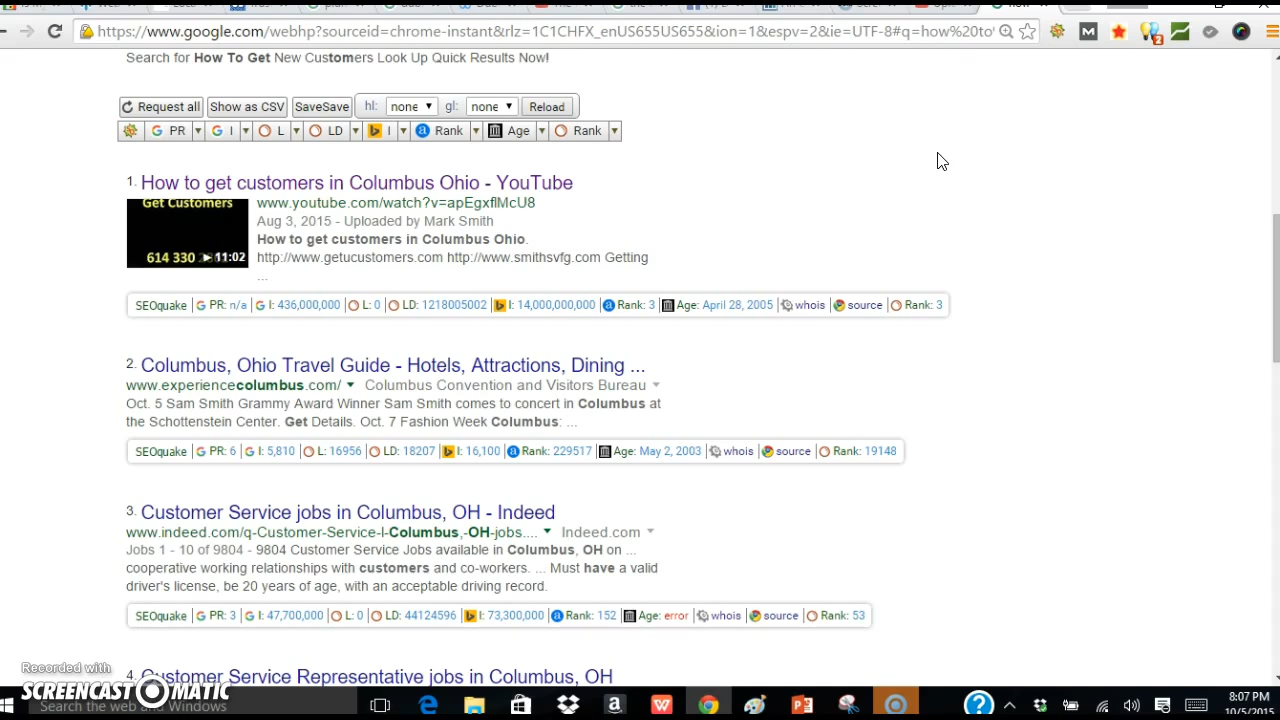 https://www.google.com/webhp?sourceid=chrome-instant&rlz=1C1CHFX_enUS655US655&ion=1&espv=2&ie=UTF-8#q=how%20to
Search for How To Get New Customers Look Up Quick Results Now!
Request all Show as CSV SaveSave hl: none gl: none Reload
PR I L LD I Rank Age Rank
1. How to get customers in Columbus Ohio - YouTube
Get Customers
614 330
11:02
www.youtube.com/watch?v=apEgxflMcU8
Aug 3, 2015 - Uploaded by Mark Smith
How to get customers in Columbus Ohio.
http://www.getucustomers.com http://www.smithsvfg.com Getting
...
SEOquake PR: n/a I: 436,000,000 L: 0 LD: 1218005002 I: 14,000,000,000 Rank: 3 Age: April 28, 2005 whois source Rank: 3
2. Columbus, Ohio Travel Guide - Hotels, Attractions, Dining ...
www.experiencecolumbus.com/ Columbus Convention and Visitors Bureau
Oct. 5 Sam Smith Grammy Award Winner Sam Smith comes to concert in Columbus at
the Schottenstein Center. Get Details. Oct. 7 Fashion Week Columbus: ...
SEOquake PR: 6 I: 5,810 L: 16956 LD: 18207 I: 16,100 Rank: 229517 Age: May 2, 2003 whois source Rank: 19148
3. Customer Service jobs in Columbus, OH - Indeed
www.indeed.com/q-Customer-Service-l-Columbus,-OH-jobs.... Indeed.com
Jobs 1 - 10 of 9804 - 9804 Customer Service Jobs available in Columbus, OH on ...
cooperative working relationships with customers and co-workers. ... Must have a valid
driver's license, be 20 years of age, with an acceptable driving record.
SEOquake PR: 3 I: 47,700,000 L: 0 LD: 44124596 I: 73,300,000 Rank: 152 Age: error whois source Rank: 53
4. Customer Service Representative jobs in Columbus, OH
Recorded with
SCREENCAST-O-MATIC
Search the web and Windows
8:07 PM
10/5/2015